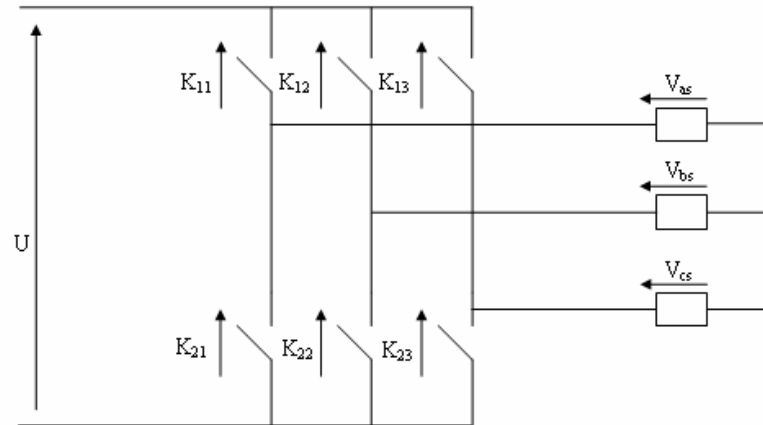 K₁₁ K₁₂ K₁₃
Vas
Vbs
U
Vcs
K₂₁ K₂₂ K₂₃